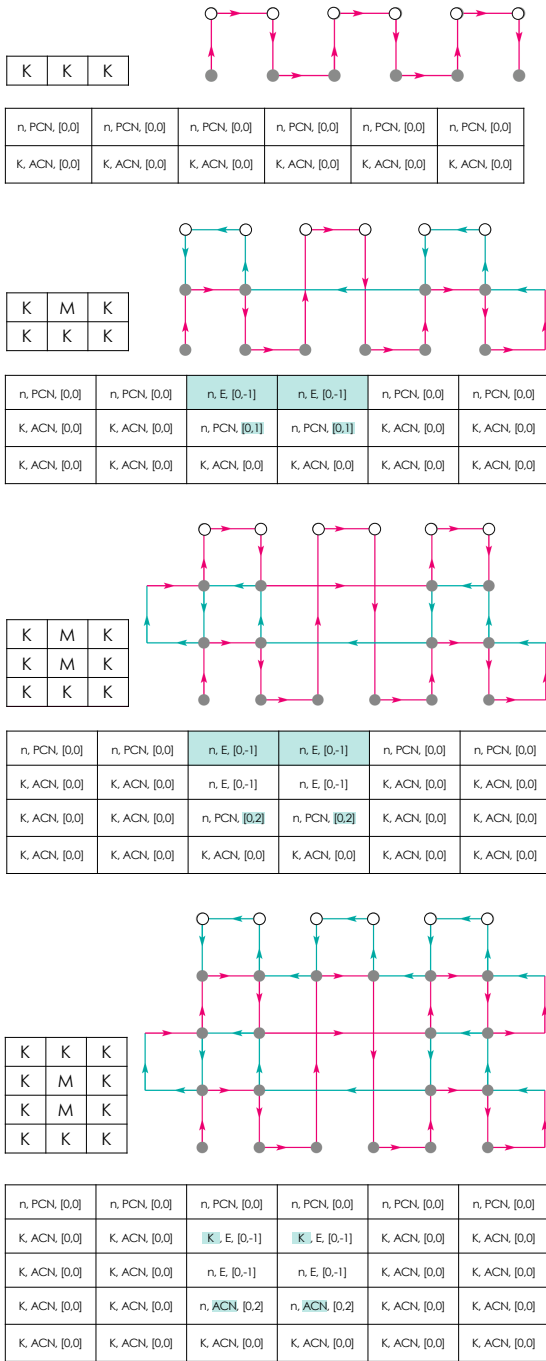 K K K
n, PCN, [0,0] n, PCN, [0,0] n, PCN, [0,0] n, PCN, [0,0] n, PCN, [0,0] n, PCN, [0,0]
K, ACN, [0,0] K, ACN, [0,0] K, ACN, [0,0] K, ACN, [0,0] K, ACN, [0,0] K, ACN, [0,0]
K M K
K K K
n, PCN, [0,0] n, PCN, [0,0] n, E, [0,-1] n, E, [0,-1] n, PCN, [0,0] n, PCN, [0,0]
K, ACN, [0,0] K, ACN, [0,0] n, PCN, [0,1] n, PCN, [0,1] K, ACN, [0,0] K, ACN, [0,0]
K, ACN, [0,0] K, ACN, [0,0] K, ACN, [0,0] K, ACN, [0,0] K, ACN, [0,0] K, ACN, [0,0]
K M K
K M K
K K K
n, PCN, [0,0] n, PCN, [0,0] n, E, [0,-1] n, E, [0,-1] n, PCN, [0,0] n, PCN, [0,0]
K, ACN, [0,0] K, ACN, [0,0] n, E, [0,-1] n, E, [0,-1] K, ACN, [0,0] K, ACN, [0,0]
K, ACN, [0,0] K, ACN, [0,0] n, PCN, [0,2] n, PCN, [0,2] K, ACN, [0,0] K, ACN, [0,0]
K, ACN, [0,0] K, ACN, [0,0] K, ACN, [0,0] K, ACN, [0,0] K, ACN, [0,0] K, ACN, [0,0]
K K K
K M K
K M K
K K K
n, PCN, [0,0] n, PCN, [0,0] n, PCN, [0,0] n, PCN, [0,0] n, PCN, [0,0] n, PCN, [0,0]
K, ACN, [0,0] K, ACN, [0,0] K, E, [0,-1] K, E, [0,-1] K, ACN, [0,0] K, ACN, [0,0]
K, ACN, [0,0] K, ACN, [0,0] n, E, [0,-1] n, E, [0,-1] K, ACN, [0,0] K, ACN, [0,0]
K, ACN, [0,0] K, ACN, [0,0] n, ACN, [0,2] n, ACN, [0,2] K, ACN, [0,0] K, ACN, [0,0]
K, ACN, [0,0] K, ACN, [0,0] K, ACN, [0,0] K, ACN, [0,0] K, ACN, [0,0] K, ACN, [0,0]